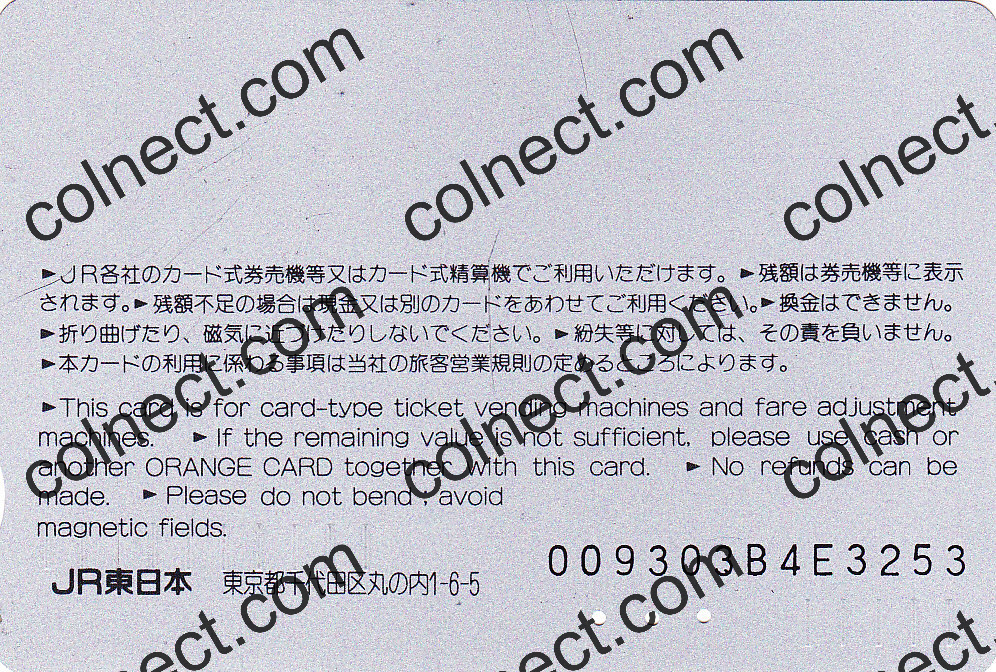 ►JR各社のカード式券売機等又はカード式精算機でご利用いただけます。►残額は券売機等に表示
されます。►残額不足の場合は現金又は別のカードをあわせてご利用ください。►換金はできません。
►折り曲げたり、磁気に近づけたりしないでください。►紛失等に対しては、その責を負いません。
►本カードの利用に係わる事項は当社の旅客営業規則の定めるところによります。
►This card is for card-type ticket vending machines and fare adjustment
machines. ►If the remaining value is not sufficient, please use cash or
another ORANGE CARD together with this card. ►No refunds can be
made. ►Please do not bend, avoid
magnetic fields.
JR東日本 東京都千代田区丸の内1-6-5
009303B4E3253
colnect.com
colnect.com
colnect.com
colnect.com
colnect.com
colnect.com
colnect.com
colnect.com
colnect.com